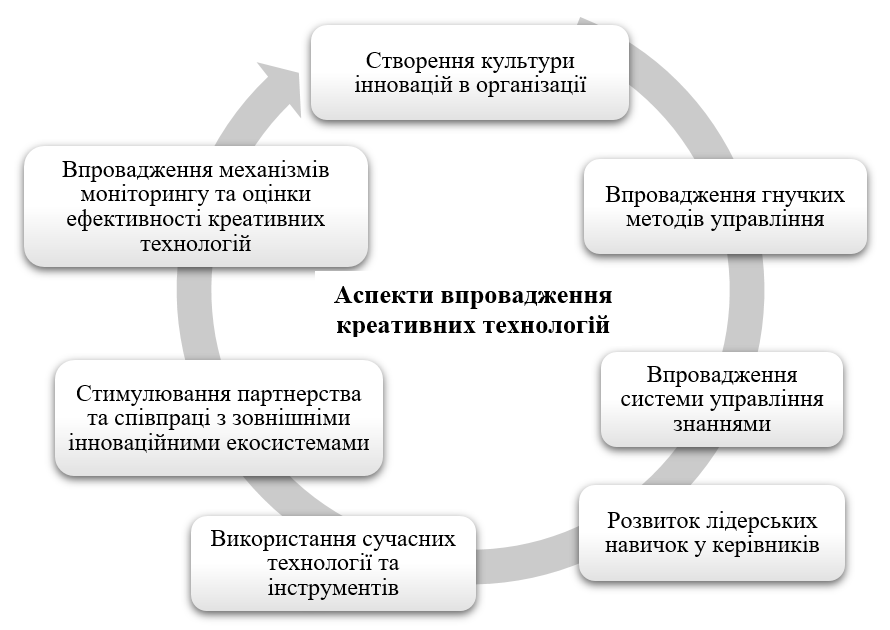 Створення культури
інновацій в організації
Впровадження гнучких
методів управління
Впровадження
системи управління
знаннями
Розвиток лідерських
навичок у керівників
Використання сучасних
технології та
інструментів
Стимулювання партнерства
та співпраці з зовнішніми
інноваційними екосистемами
Впровадження механізмів
моніторингу та оцінки
ефективності креативних
технологій
Аспекти впровадження
креативних технологій